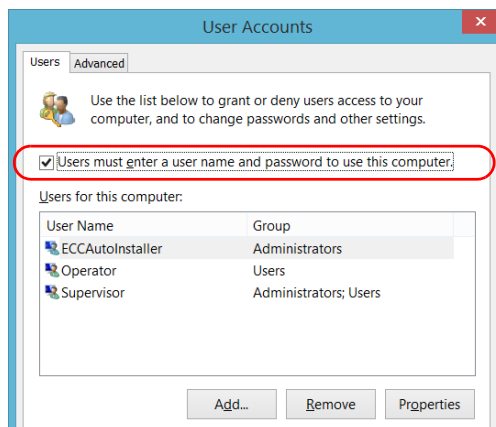 User Accounts
Users Advanced
Use the list below to grant or deny users access to your
computer, and to change passwords and other settings.
Users must enter a user name and password to use this computer.
Users for this computer:
User Name Group
ECCAutoInstaller Administrators
Operator Users
Supervisor Administrators; Users
Add... Remove Properties